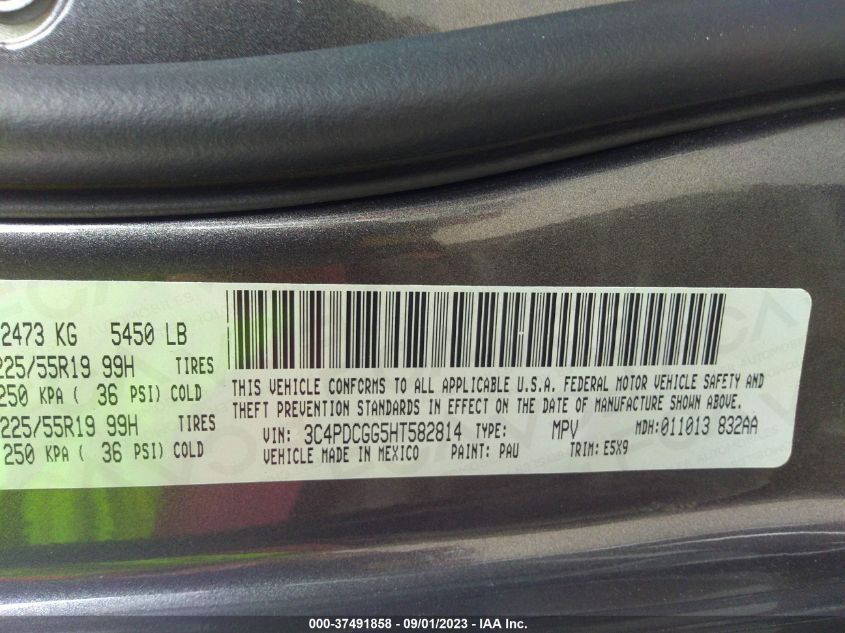 2473 KG 5450 LB
225/55R19 99H TIRES
250 KPA ( 36 PSI) COLD
225/55R19 99H TIRES
250 KPA ( 36 PSI) COLD
THIS VEHICLE CONFORMS TO ALL APPLICABLE U.S.A. FEDERAL MOTOR VEHICLE SAFETY AND
THEFT PREVENTION STANDARDS IN EFFECT ON THE DATE OF MANUFACTURE SHOWN ABOVE.
VIN: 3C4PDCGG5HT582814 TYPE: MPV MDH:011013 832AA
VEHICLE MADE IN MEXICO PAINT: PAU TRIM: E5X9
000-37491858 - 09/01/2023 - IAA Inc.